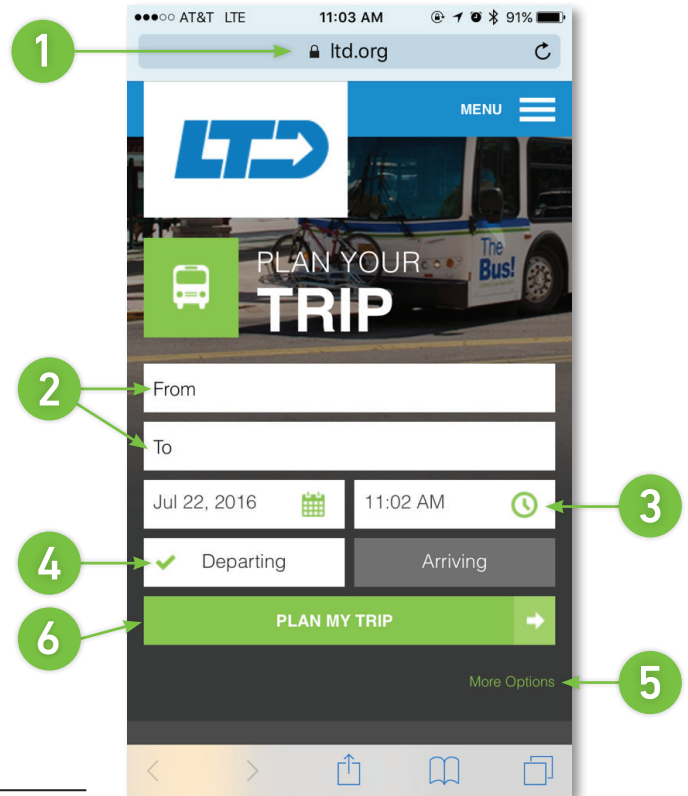 ●●●○○ AT&T LTE 11:03 AM 91%
1
ltd.org
MENU
LTD
PLAN YOUR
TRIP
The
Bus!
2
From
To
Jul 22, 2016
11:02 AM
3
4
Departing
Arriving
6
PLAN MY TRIP
More Options
5